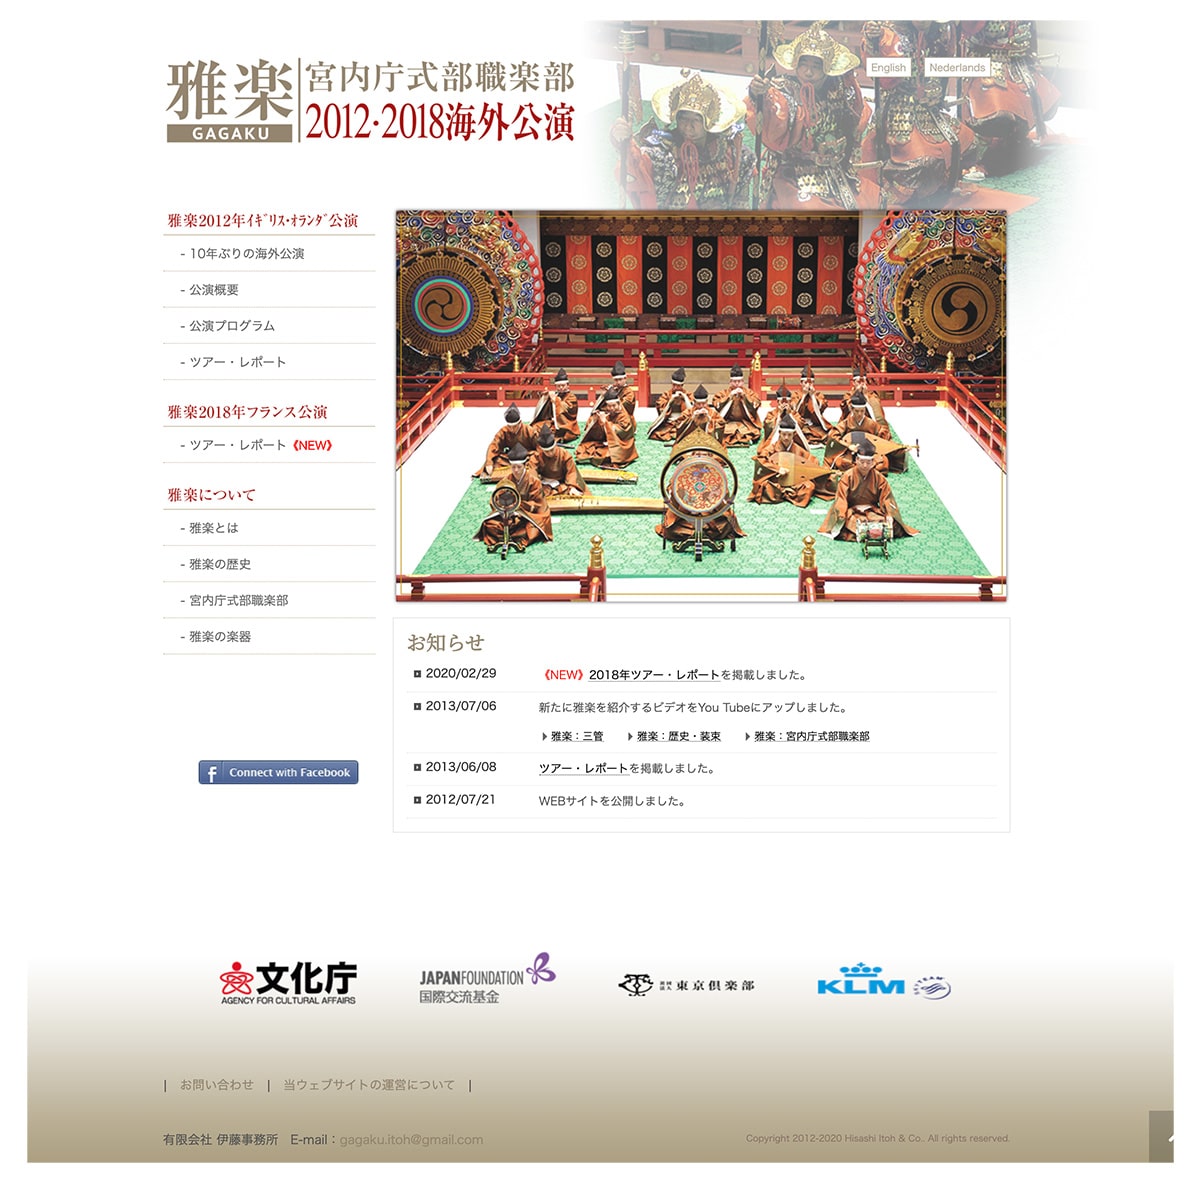 雅楽
GAGAKU
宮内庁式部職楽部
2012・2018海外公演
English
Nederlands
雅楽2012年ｲｷﾞﾘｽ・ｵﾗﾝﾀﾞ公演
- 10年ぶりの海外公演
- 公演概要
- 公演プログラム
- ツアー・レポート
雅楽2018年フランス公演
- ツアー・レポート《NEW》
雅楽について
- 雅楽とは
- 雅楽の歴史
- 宮内庁式部職楽部
- 雅楽の楽器
Connect with Facebook
お知らせ
2020/02/29 《NEW》2018年ツアー・レポートを掲載しました。
2013/07/06 新たに雅楽を紹介するビデオをYou Tubeにアップしました。
雅楽：三管 雅楽：歴史・装束 雅楽：宮内庁式部職楽部
2013/06/08 ツアー・レポートを掲載しました。
2012/07/21 WEBサイトを公開しました。
文化庁
AGENCY FOR CULTURAL AFFAIRS
JAPANFOUNDATION
国際交流基金
社団法人 東京倶楽部
KLM
| お問い合わせ | 当ウェブサイトの運営について |
有限会社 伊藤事務所 E-mail：gagaku.itoh@gmail.com
Copyright 2012-2020 Hisashi Itoh & Co.. All rights reserved.